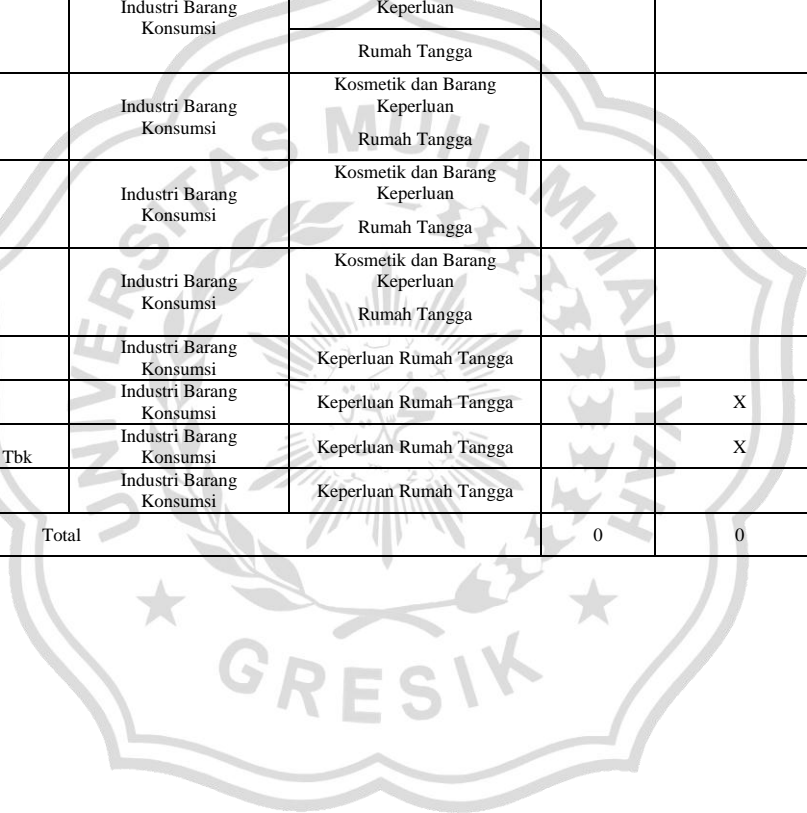 Industri Barang
Konsumsi
Keperluan
Rumah Tangga
Industri Barang
Konsumsi
Kosmetik dan Barang
Keperluan
Rumah Tangga
Industri Barang
Konsumsi
Kosmetik dan Barang
Keperluan
Rumah Tangga
Industri Barang
Konsumsi
Kosmetik dan Barang
Keperluan
Rumah Tangga
Industri Barang
Konsumsi
Keperluan Rumah Tangga
Industri Barang
Konsumsi
Keperluan Rumah Tangga
X
Tbk
Industri Barang
Konsumsi
Keperluan Rumah Tangga
X
Industri Barang
Konsumsi
Keperluan Rumah Tangga
Total
0
0
UNIVERSITAS MUHAMMADIYAH
GRESIK